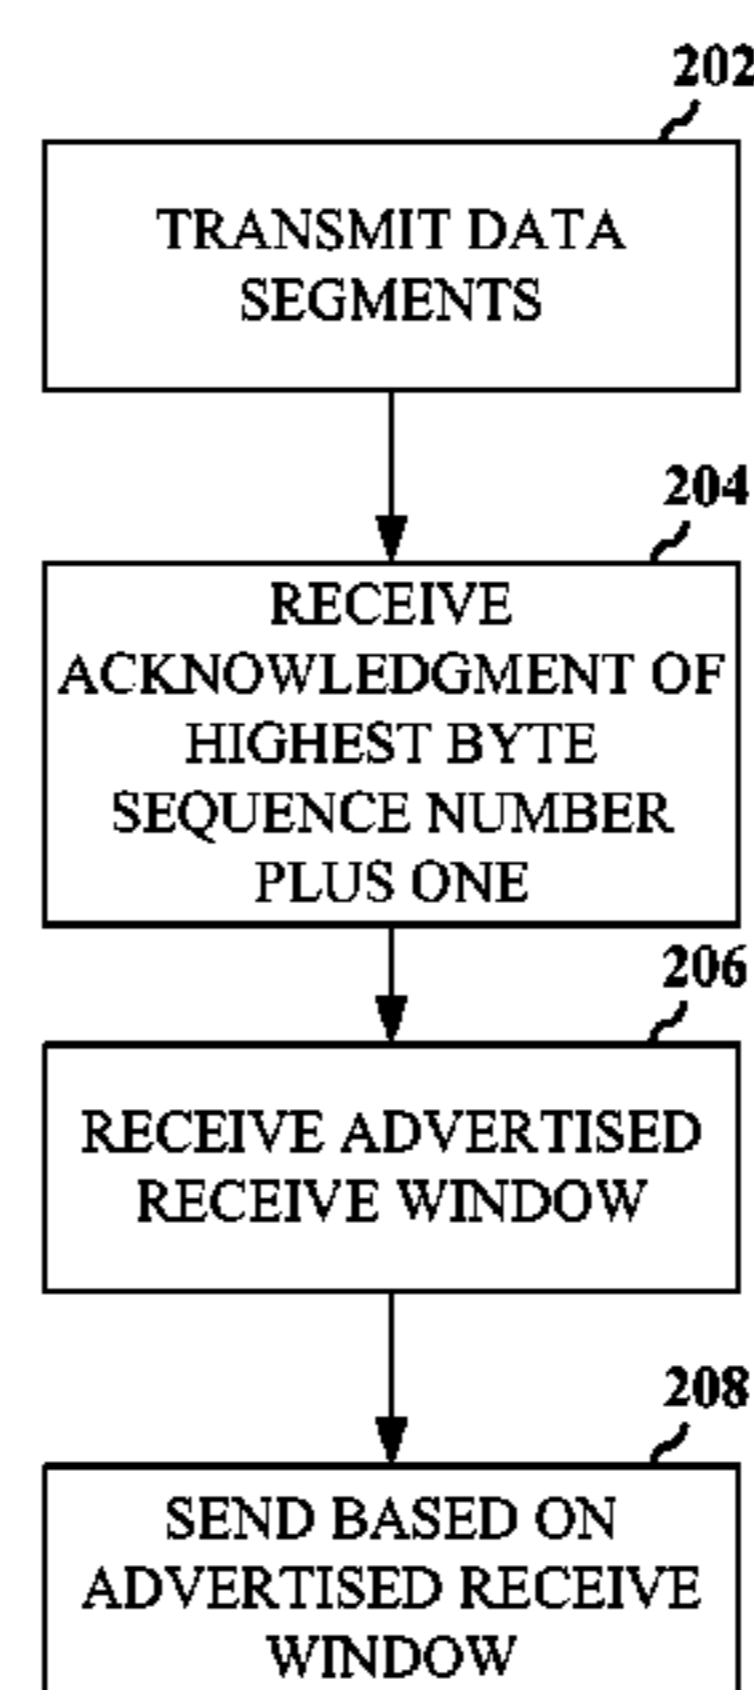 202
TRANSMIT DATA
SEGMENTS
204
RECEIVE
ACKNOWLEDGMENT OF
HIGHEST BYTE
SEQUENCE NUMBER
PLUS ONE
206
RECEIVE ADVERTISED
RECEIVE WINDOW
208
SEND BASED ON
ADVERTISED RECEIVE
WINDOW